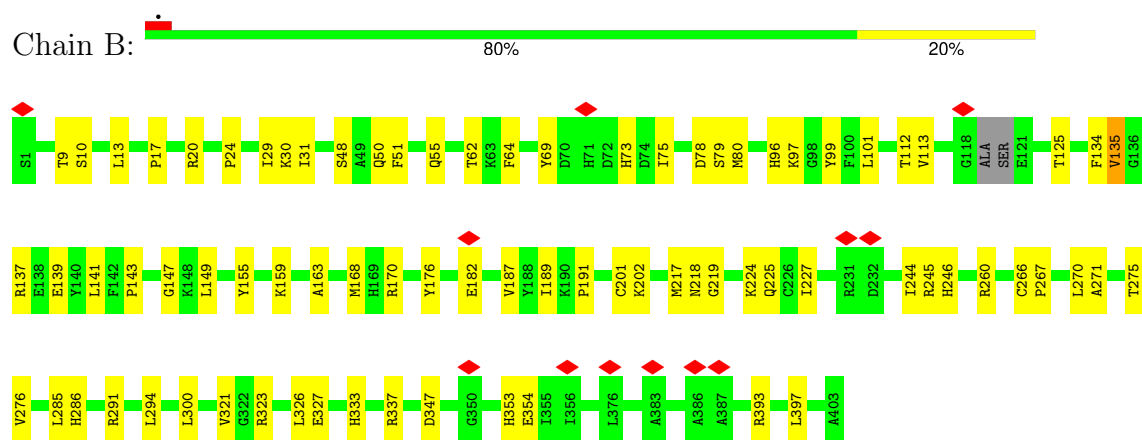 Chain B:
80% 20%
S1 T9 S10 L13 P17 R20 P24 I29 K30 I31 S48 A49 Q50 F51 Q55 T62 K63 F64 Y69 D70 H71 D72 H73 D74 I75 D78 S79 M80 H96 K97 G98 Y99 F100 L101 T112 V113 G118 ALA SER E121 T125 F134 V135 G136
R137 E138 E139 Y140 L141 F142 P143 G147 K148 L149 Y155 K159 A163 M168 H169 R170 Y176 E182 V187 Y188 I189 K190 P191 C201 K202 M217 N218 G219 K224 Q225 C226 I227 R231 D232 I244 R245 H246 R260 C266 P267 L270 A271 T275
V276 L285 H286 R291 L294 L300 V321 G322 R323 L326 E327 H333 R337 D347 G350 H353 E354 I355 I356 L376 A383 A386 A387 R393 L397 A403